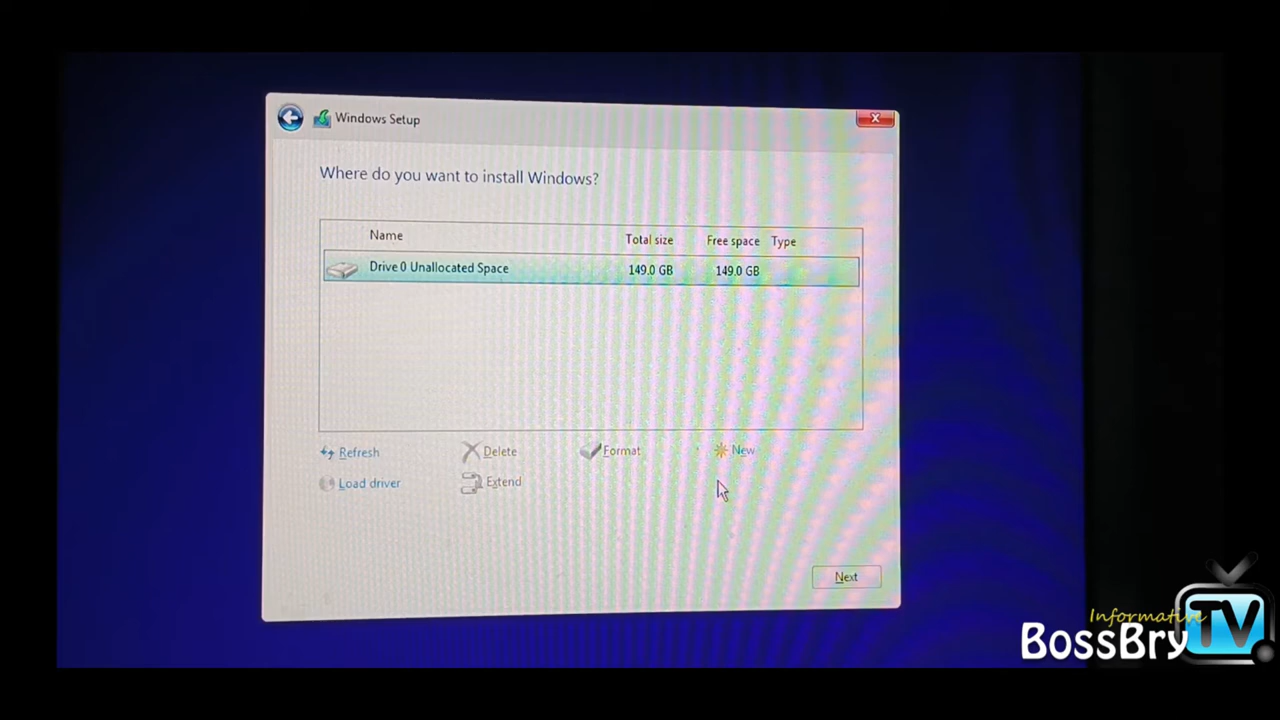 Windows Setup
Where do you want to install Windows?
Name Total size Free space Type
Drive 0 Unallocated Space 149.0 GB 149.0 GB
Refresh Delete Format New
Load driver Extend
Next
Informative
BossBry TV